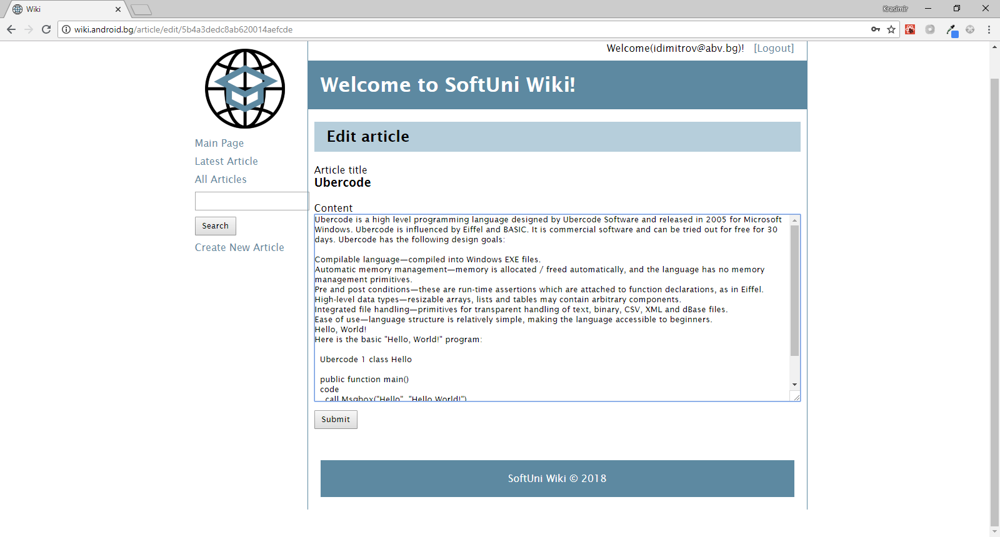 Wiki
Krasimir
wiki.android.bg/article/edit/5b4a3dedc8ab620014aefcde
Welcome(idimitrov@abv.bg)! [Logout]
Welcome to SoftUni Wiki!
Main Page
Latest Article
All Articles
Search
Create New Article
Edit article
Article title
Ubercode
Content
Ubercode is a high level programming language designed by Ubercode Software and released in 2005 for Microsoft
Windows. Ubercode is influenced by Eiffel and BASIC. It is commercial software and can be tried out for free for 30
days. Ubercode has the following design goals:
Compilable language—compiled into Windows EXE files.
Automatic memory management—memory is allocated / freed automatically, and the language has no memory
management primitives.
Pre and post conditions—these are run-time assertions which are attached to function declarations, as in Eiffel.
High-level data types—resizable arrays, lists and tables may contain arbitrary components.
Integrated file handling—primitives for transparent handling of text, binary, CSV, XML and dBase files.
Ease of use—language structure is relatively simple, making the language accessible to beginners.
Hello, World!
Here is the basic "Hello, World!" program:
Ubercode 1 class Hello
public function main()
code
call Msgbox("Hello", "Hello World!")
Submit
SoftUni Wiki © 2018